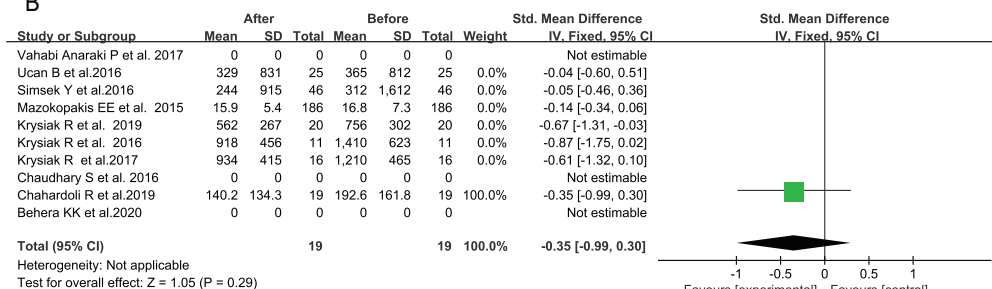 B
After Before Std. Mean Difference Std. Mean Difference
Study or Subgroup Mean SD Total Mean SD Total Weight IV, Fixed, 95% CI IV, Fixed, 95% CI
Vahabi Anaraki P et al. 2017 0 0 0 0 0 0 Not estimable
Ucan B et al.2016 329 831 25 365 812 25 0.0% -0.04 [-0.60, 0.51]
Simsek Y et al.2016 244 915 46 312 1,612 46 0.0% -0.05 [-0.46, 0.36]
Mazokopakis EE et al. 2015 15.9 5.4 186 16.8 7.3 186 0.0% -0.14 [-0.34, 0.06]
Krysiak R et al. 2019 562 267 20 756 302 20 0.0% -0.67 [-1.31, -0.03]
Krysiak R et al. 2016 918 456 11 1,410 623 11 0.0% -0.87 [-1.75, 0.02]
Krysiak R et al.2017 934 415 16 1,210 465 16 0.0% -0.61 [-1.32, 0.10]
Chaudhary S et al. 2016 0 0 0 0 0 0 Not estimable
Chahardoli R et al.2019 140.2 134.3 19 192.6 161.8 19 100.0% -0.35 [-0.99, 0.30]
Behera KK et al.2020 0 0 0 0 0 0 Not estimable
Total (95% CI) 19 19 100.0% -0.35 [-0.99, 0.30]
Heterogeneity: Not applicable
Test for overall effect: Z = 1.05 (P = 0.29)
-1 -0.5 0 0.5 1
Favours [experimental] Favours [control]